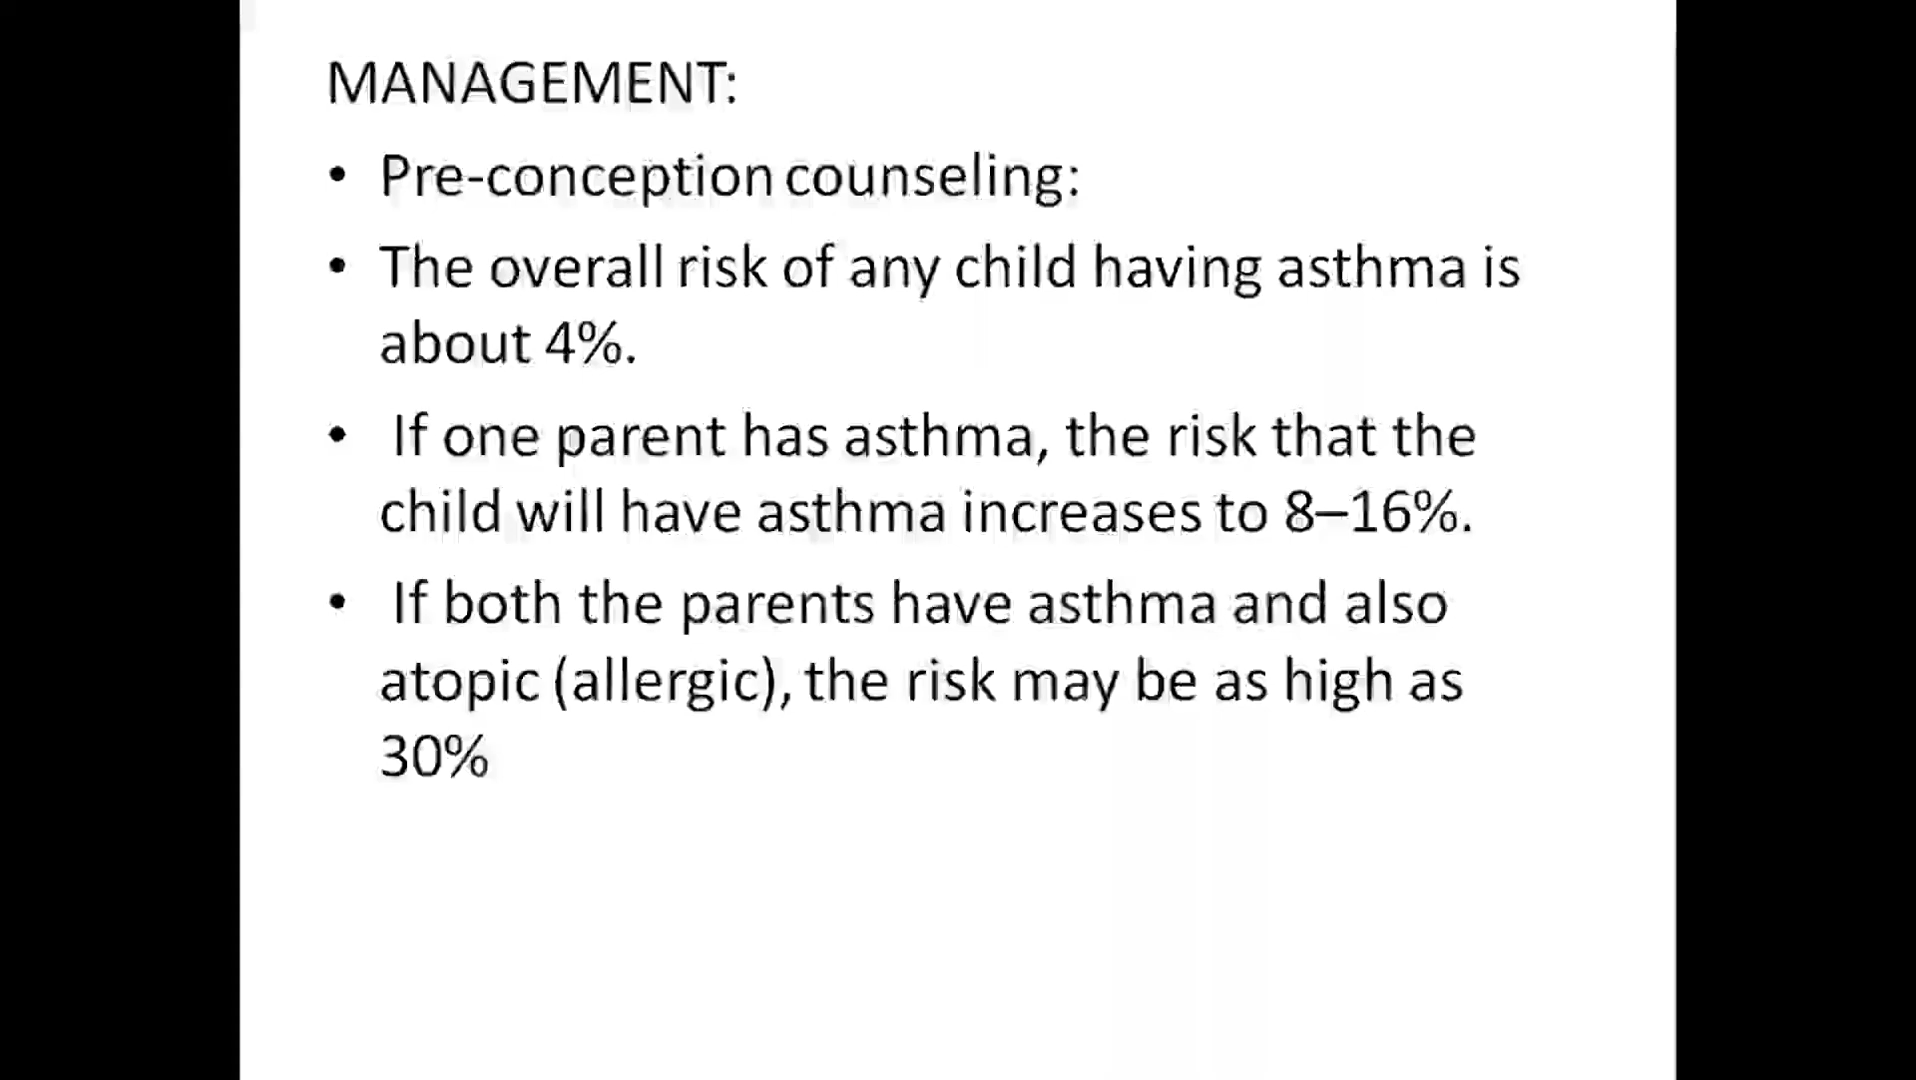 MANAGEMENT:
• Pre-conception counseling:
• The overall risk of any child having asthma is
about 4%.
• If one parent has asthma, the risk that the
child will have asthma increases to 8–16%.
• If both the parents have asthma and also
atopic (allergic), the risk may be as high as
30%